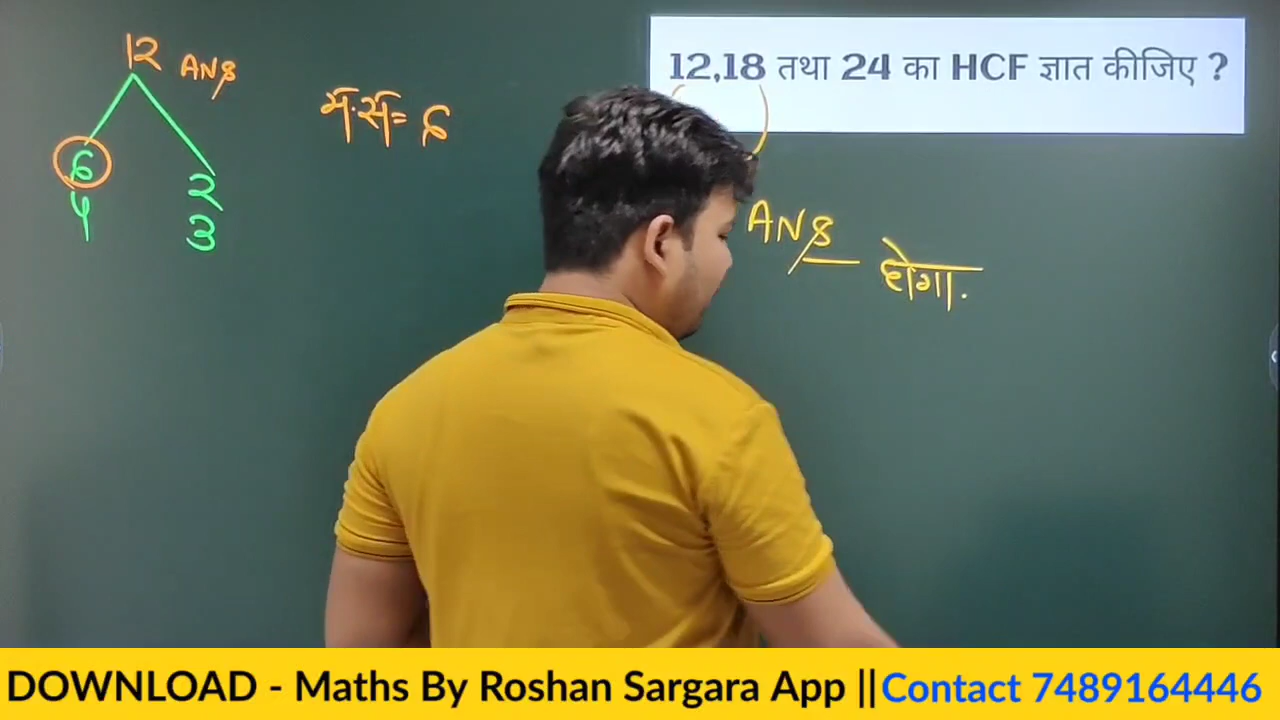 12,18 तथा 24 का HCF ज्ञात कीजिए ?
12 ANS
म.स= 6
6 2
4 3
ANS होगा.
DOWNLOAD - Maths By Roshan Sargara App || Contact 7489164446